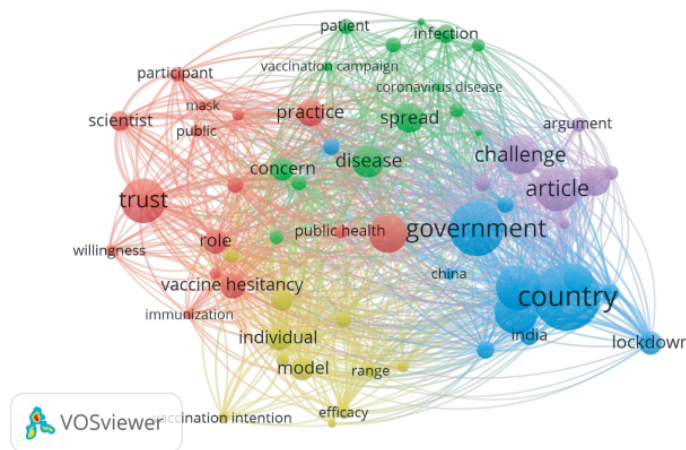 patient
infection
vaccination campaign
participant
coronavirus disease
mask
practice
scientist
public
spread
argument
challenge
disease
concern
article
trust
public health
government
role
willingness
china
vaccine hesitancy
country
immunization
individual
india
lockdown
model
range
vaccination intention
efficacy
VOSviewer